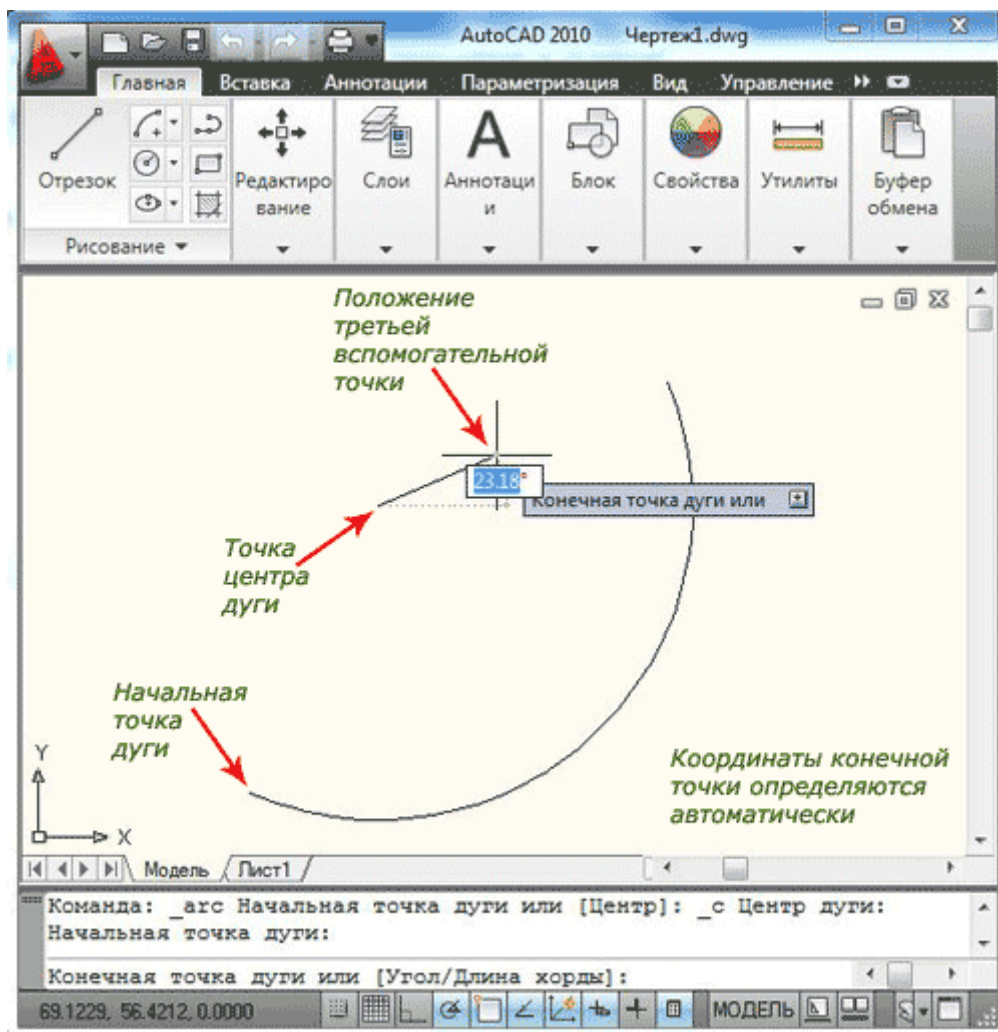 AutoCAD 2010 Чертеж1.dwg
Главная Вставка Аннотации Параметризация Вид Управление
Отрезок
Редактиро
вание
Слои
Аннотаци
и
Блок
Свойства
Утилиты
Буфер
обмена
Рисование
Положение
третьей
вспомогательной
точки
23.18°
Конечная точка дуги или
Точка
центра
дуги
Начальная
точка
дуги
Y
X
Координаты конечной
точки определяются
автоматически
Модель Лист1
Команда: _arc Начальная точка дуги или [Центр]: _c Центр дуги:
Начальная точка дуги:
Конечная точка дуги или [Угол/Длина хорды]:
69.1229, 56.4212, 0.0000 МОДЕЛЬ